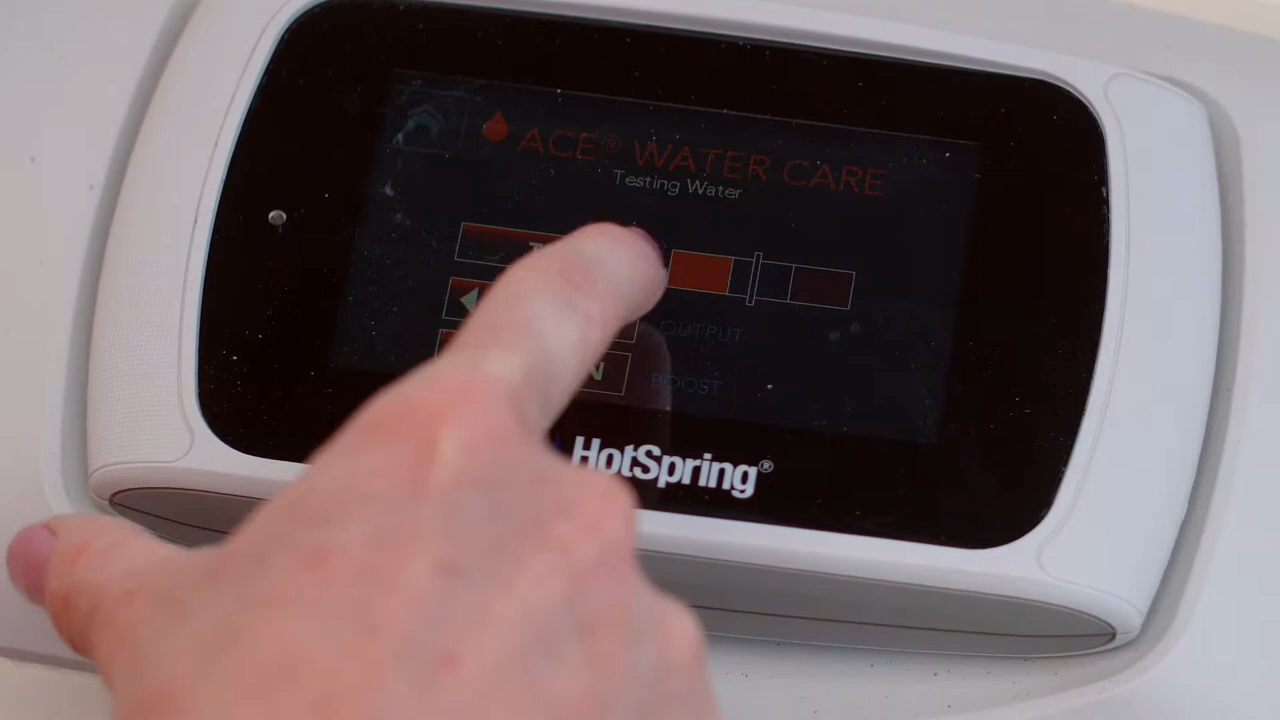 ACE® WATER CARE
Testing Water
OUTPUT
BOOST
HotSpring®